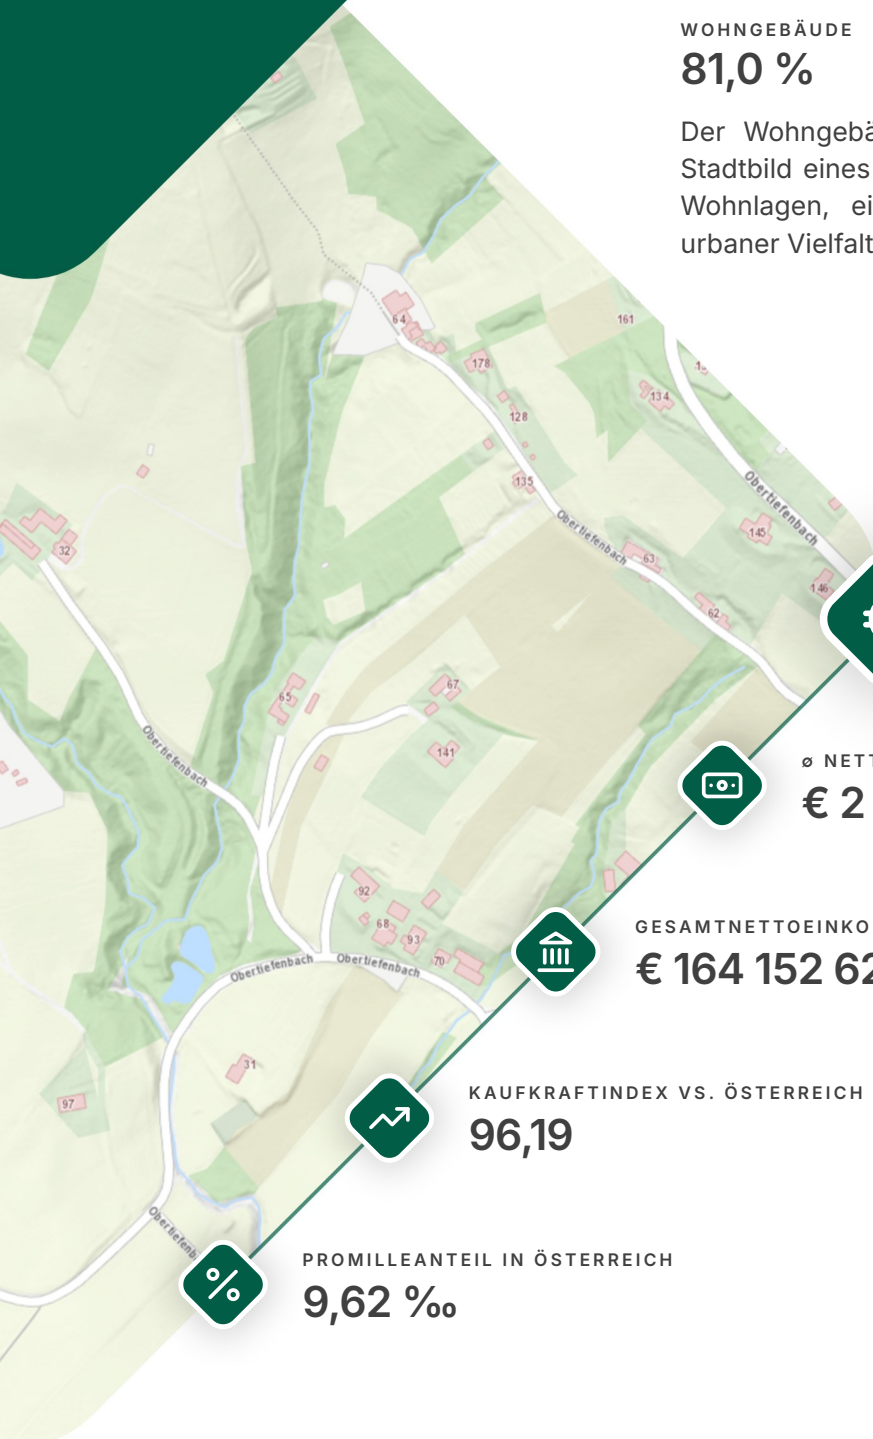 WOHNGEBÄUDE
81,0 %
Der Wohngebä
Stadtbild eines
Wohnlagen, ei
urbaner Vielfalt
161
64
178
134
128
135
Obertiefenbach
145
Obertiefenbach
63
146
32
62
67
65
141
Obertiefenbach
ø NETT
€ 2
92
68
93
70
GESAMTNETTOEINKO
€ 164 152 62
Obertiefenbach
Obertiefenbach
31
97
KAUFKRAFTINDEX VS. ÖSTERREICH
96,19
Obertiefenb
PROMILLEANTEIL IN ÖSTERREICH
9,62 ‰